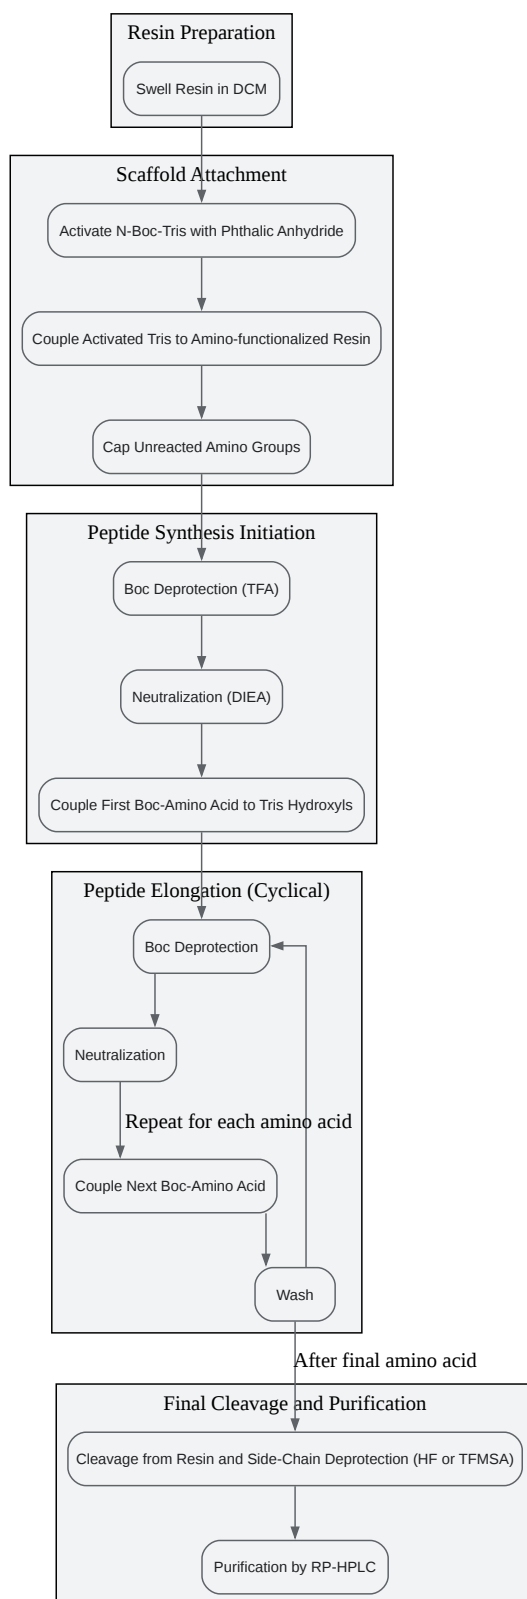 Resin Preparation
Swell Resin in DCM
Scaffold Attachment
Activate N-Boc-Tris with Phthalic Anhydride
Couple Activated Tris to Amino-functionalized Resin
Cap Unreacted Amino Groups
Peptide Synthesis Initiation
Boc Deprotection (TFA)
Neutralization (DIEA)
Couple First Boc-Amino Acid to Tris Hydroxyls
Peptide Elongation (Cyclical)
Boc Deprotection
Neutralization
Repeat for each amino acid
Couple Next Boc-Amino Acid
Wash
After final amino acid
Final Cleavage and Purification
Cleavage from Resin and Side-Chain Deprotection (HF or TFMSA)
Purification by RP-HPLC